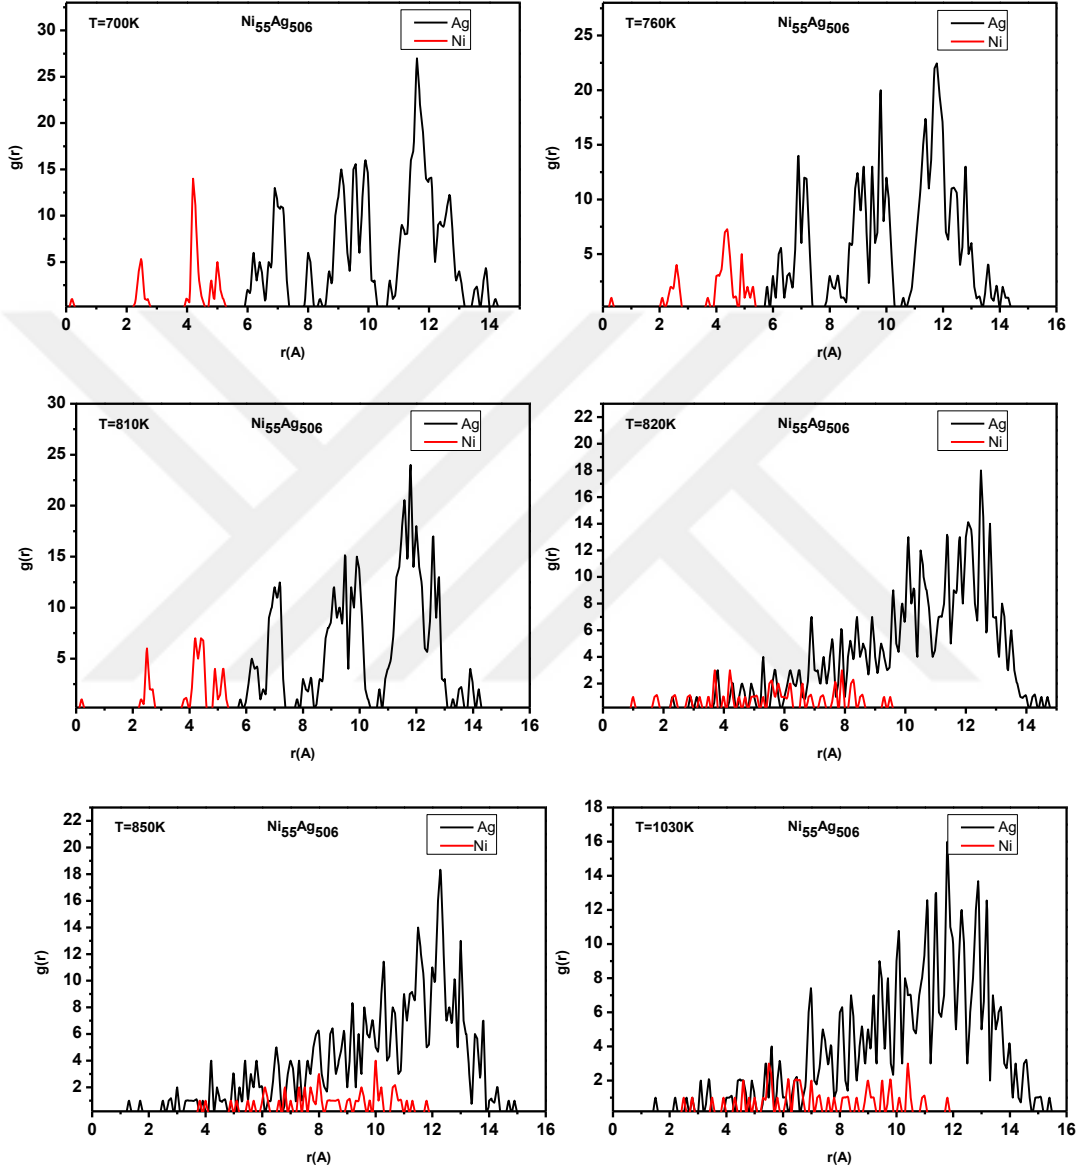 T=700K Ni55Ag506 Ag
Ni
30
25
20
15
10
5
g(r)
0 2 4 6 8 10 12 14
r(A)
T=760K Ni55Ag506 Ag
Ni
25
20
15
10
5
g(r)
0 2 4 6 8 10 12 14 16
r(A)
30
T=810K Ni55Ag506 Ag
Ni
25
20
15
10
5
g(r)
0 2 4 6 8 10 12 14 16
r(A)
22
T=820K Ni55Ag506 Ag
Ni
20
18
16
14
12
10
8
6
4
2
g(r)
0 2 4 6 8 10 12 14
r(A)
22
T=850K Ni55Ag506 Ag
Ni
20
18
16
14
12
10
8
6
4
2
g(r)
0 2 4 6 8 10 12 14 16
r(A)
18
T=1030K Ni55Ag506 Ag
Ni
16
14
12
10
8
6
4
2
g(r)
0 2 4 6 8 10 12 14 16
r(A)